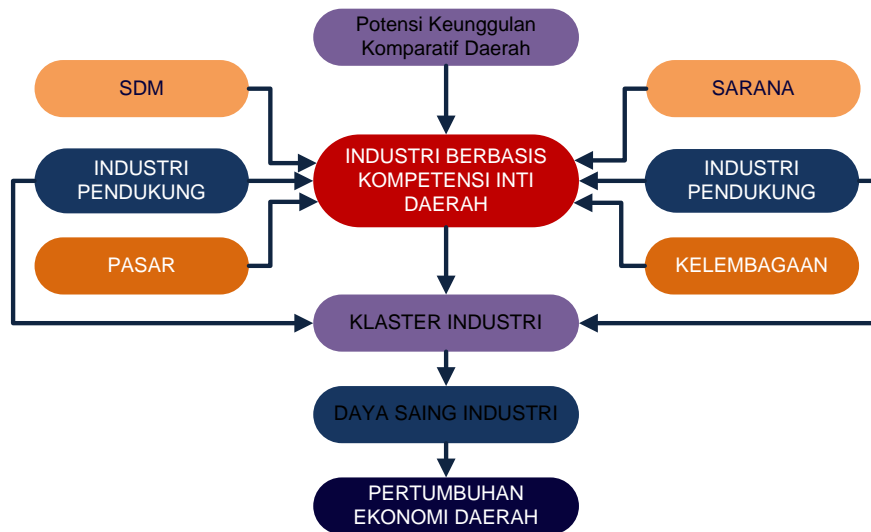 Potensi Keunggulan
Komparatif Daerah
SDM
SARANA
INDUSTRI
PENDUKUNG
INDUSTRI BERBASIS
KOMPETENSI INTI
DAERAH
INDUSTRI
PENDUKUNG
PASAR
KELEMBAGAAN
KLASTER INDUSTRI
DAYA SAING INDUSTRI
PERTUMBUHAN
EKONOMI DAERAH